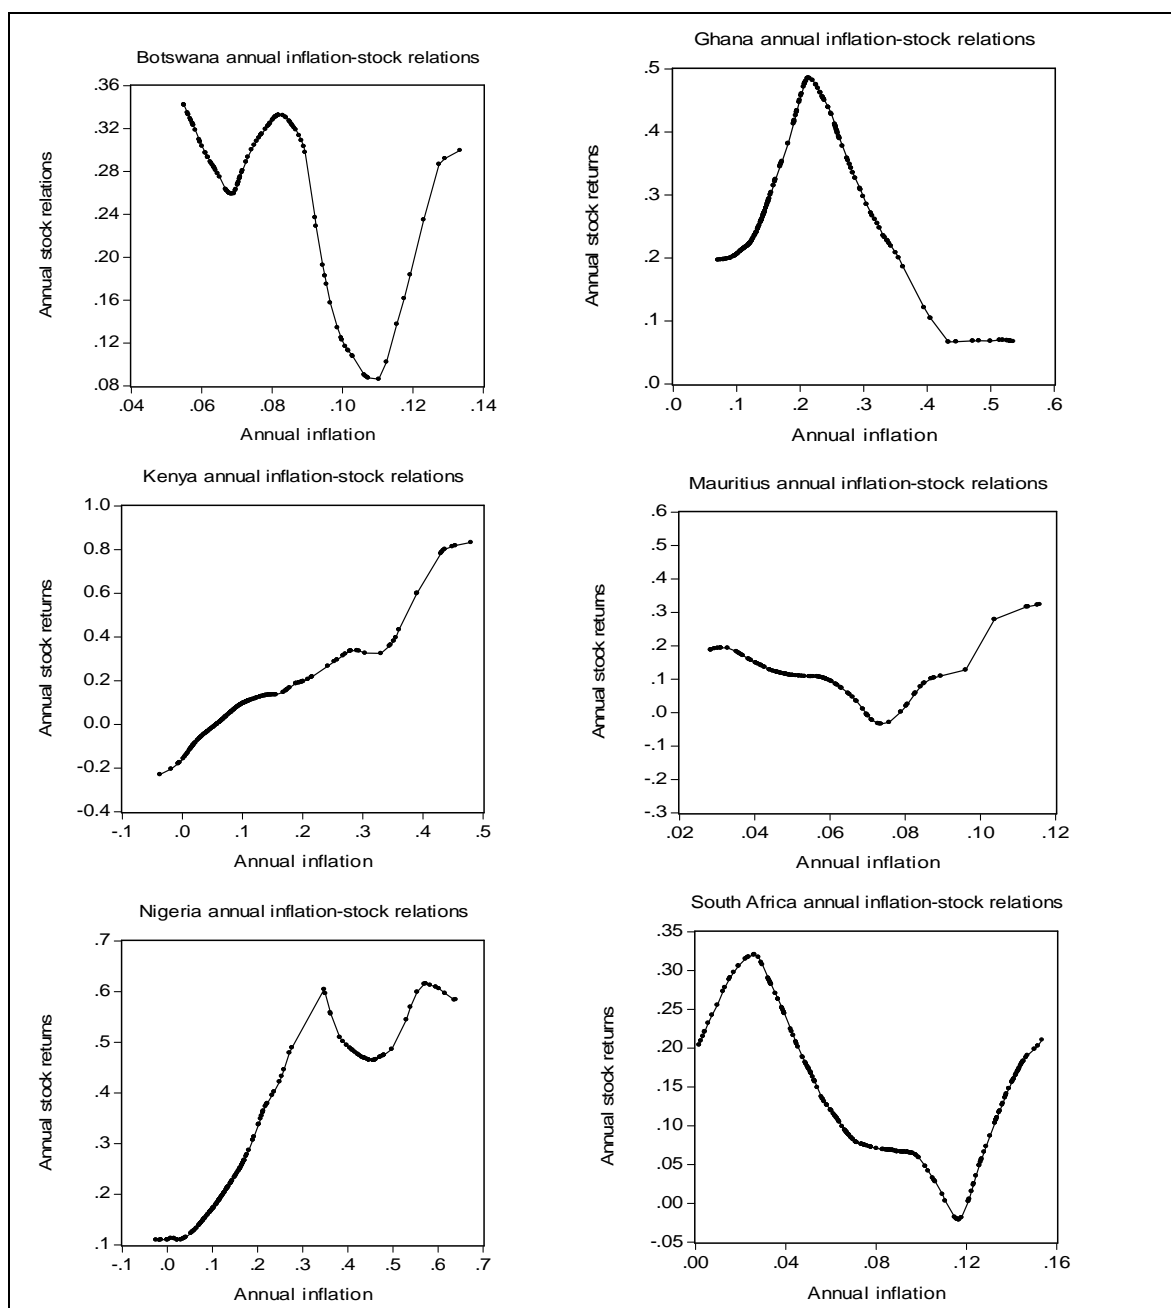 Botswana annual inflation-stock relations
.36
.32
.28
.24
.20
.16
.12
.08
.04 .06 .08 .10 .12 .14
Annual stock relations
Annual inflation
Ghana annual inflation-stock relations
.5
.4
.3
.2
.1
.0
.0 .1 .2 .3 .4 .5 .6
Annual stock returns
Annual inflation
Kenya annual inflation-stock relations
1.0
0.8
0.6
0.4
0.2
0.0
-0.2
-0.4
-.1 .0 .1 .2 .3 .4 .5
Annual stock returns
Annual inflation
Mauritius annual inflation-stock relations
.6
.5
.4
.3
.2
.1
.0
-.1
-.2
-.3
.02 .04 .06 .08 .10 .12
Annual stock returns
Annual inflation
Nigeria annual inflation-stock relations
.7
.6
.5
.4
.3
.2
.1
-.1 .0 .1 .2 .3 .4 .5 .6 .7
Annual stock returns
Annual inflation
South Africa annual inflation-stock relations
.35
.30
.25
.20
.15
.10
.05
.00
-.05
.00 .04 .08 .12 .16
Annual stock returns
Annual inflation